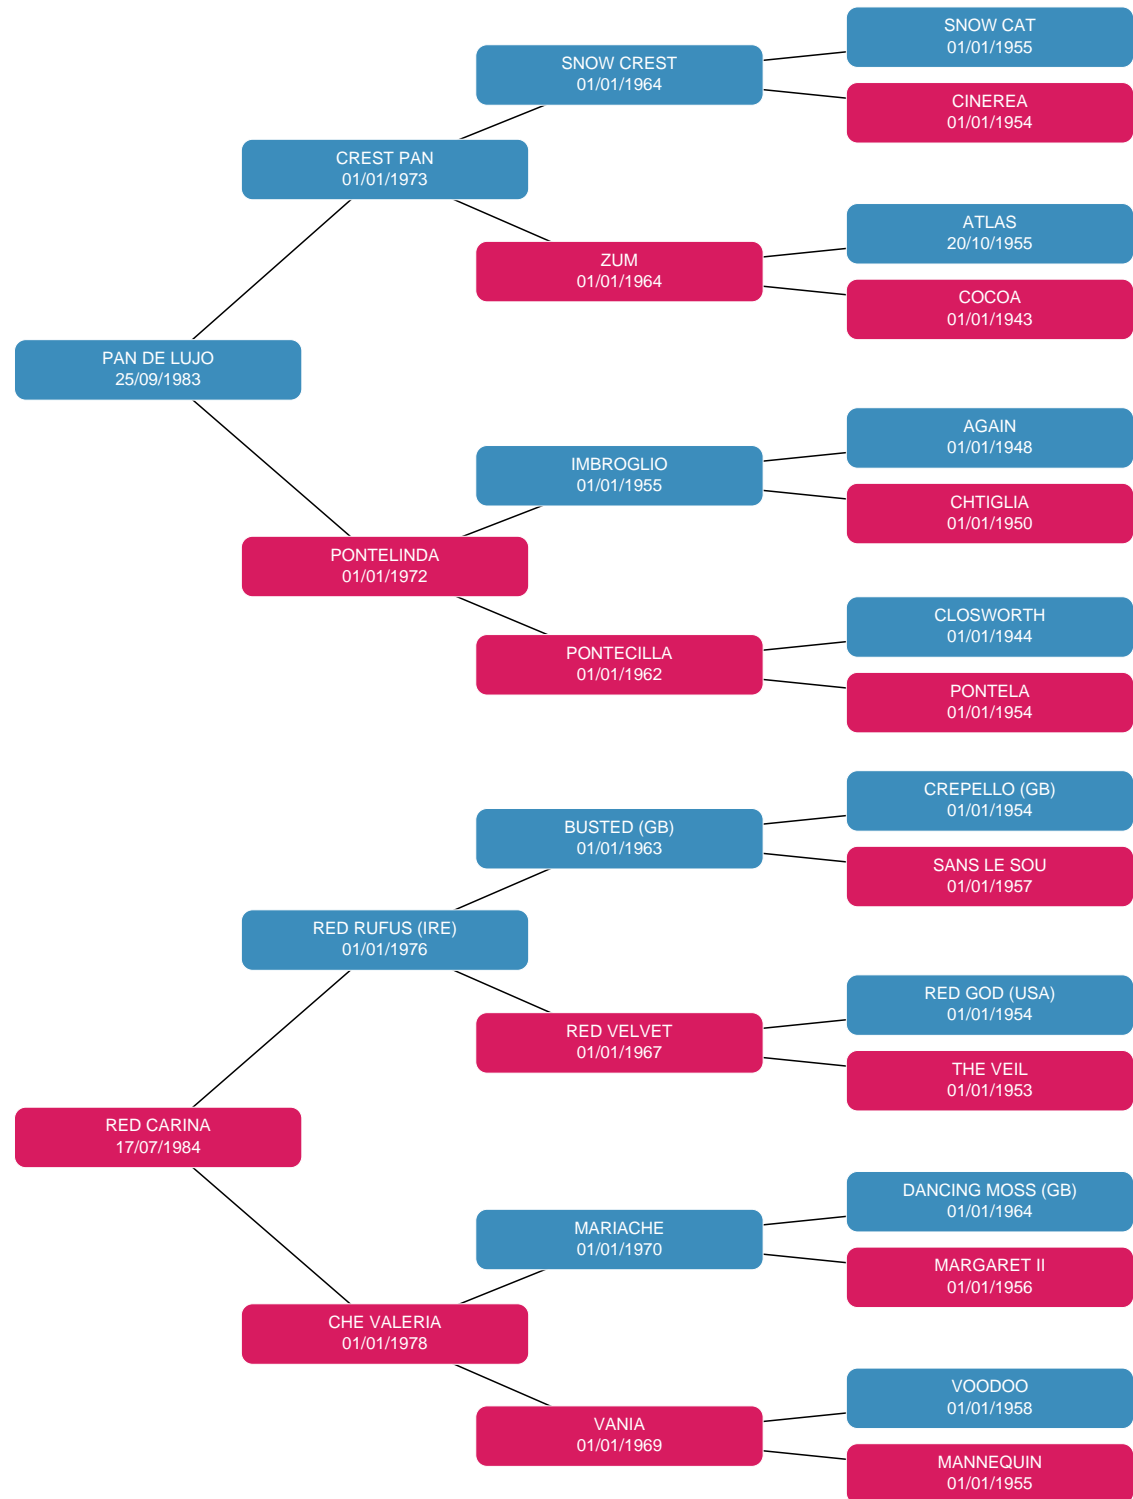 SNOW CAT
01/01/1955
SNOW CREST
01/01/1964
CINEREA
01/01/1954
CREST PAN
01/01/1973
ATLAS
20/10/1955
ZUM
01/01/1964
COCOA
01/01/1943
PAN DE LUJO
25/09/1983
AGAIN
01/01/1948
IMBROGLIO
01/01/1955
CHTIGLIA
01/01/1950
PONTELINDA
01/01/1972
CLOSWORTH
01/01/1944
PONTECILLA
01/01/1962
PONTELA
01/01/1954
CREPELLO (GB)
01/01/1954
BUSTED (GB)
01/01/1963
SANS LE SOU
01/01/1957
RED RUFUS (IRE)
01/01/1976
RED GOD (USA)
01/01/1954
RED VELVET
01/01/1967
THE VEIL
01/01/1953
RED CARINA
17/07/1984
DANCING MOSS (GB)
01/01/1964
MARIACHE
01/01/1970
MARGARET II
01/01/1956
CHE VALERIA
01/01/1978
VOODOO
01/01/1958
VANIA
01/01/1969
MANNEQUIN
01/01/1955